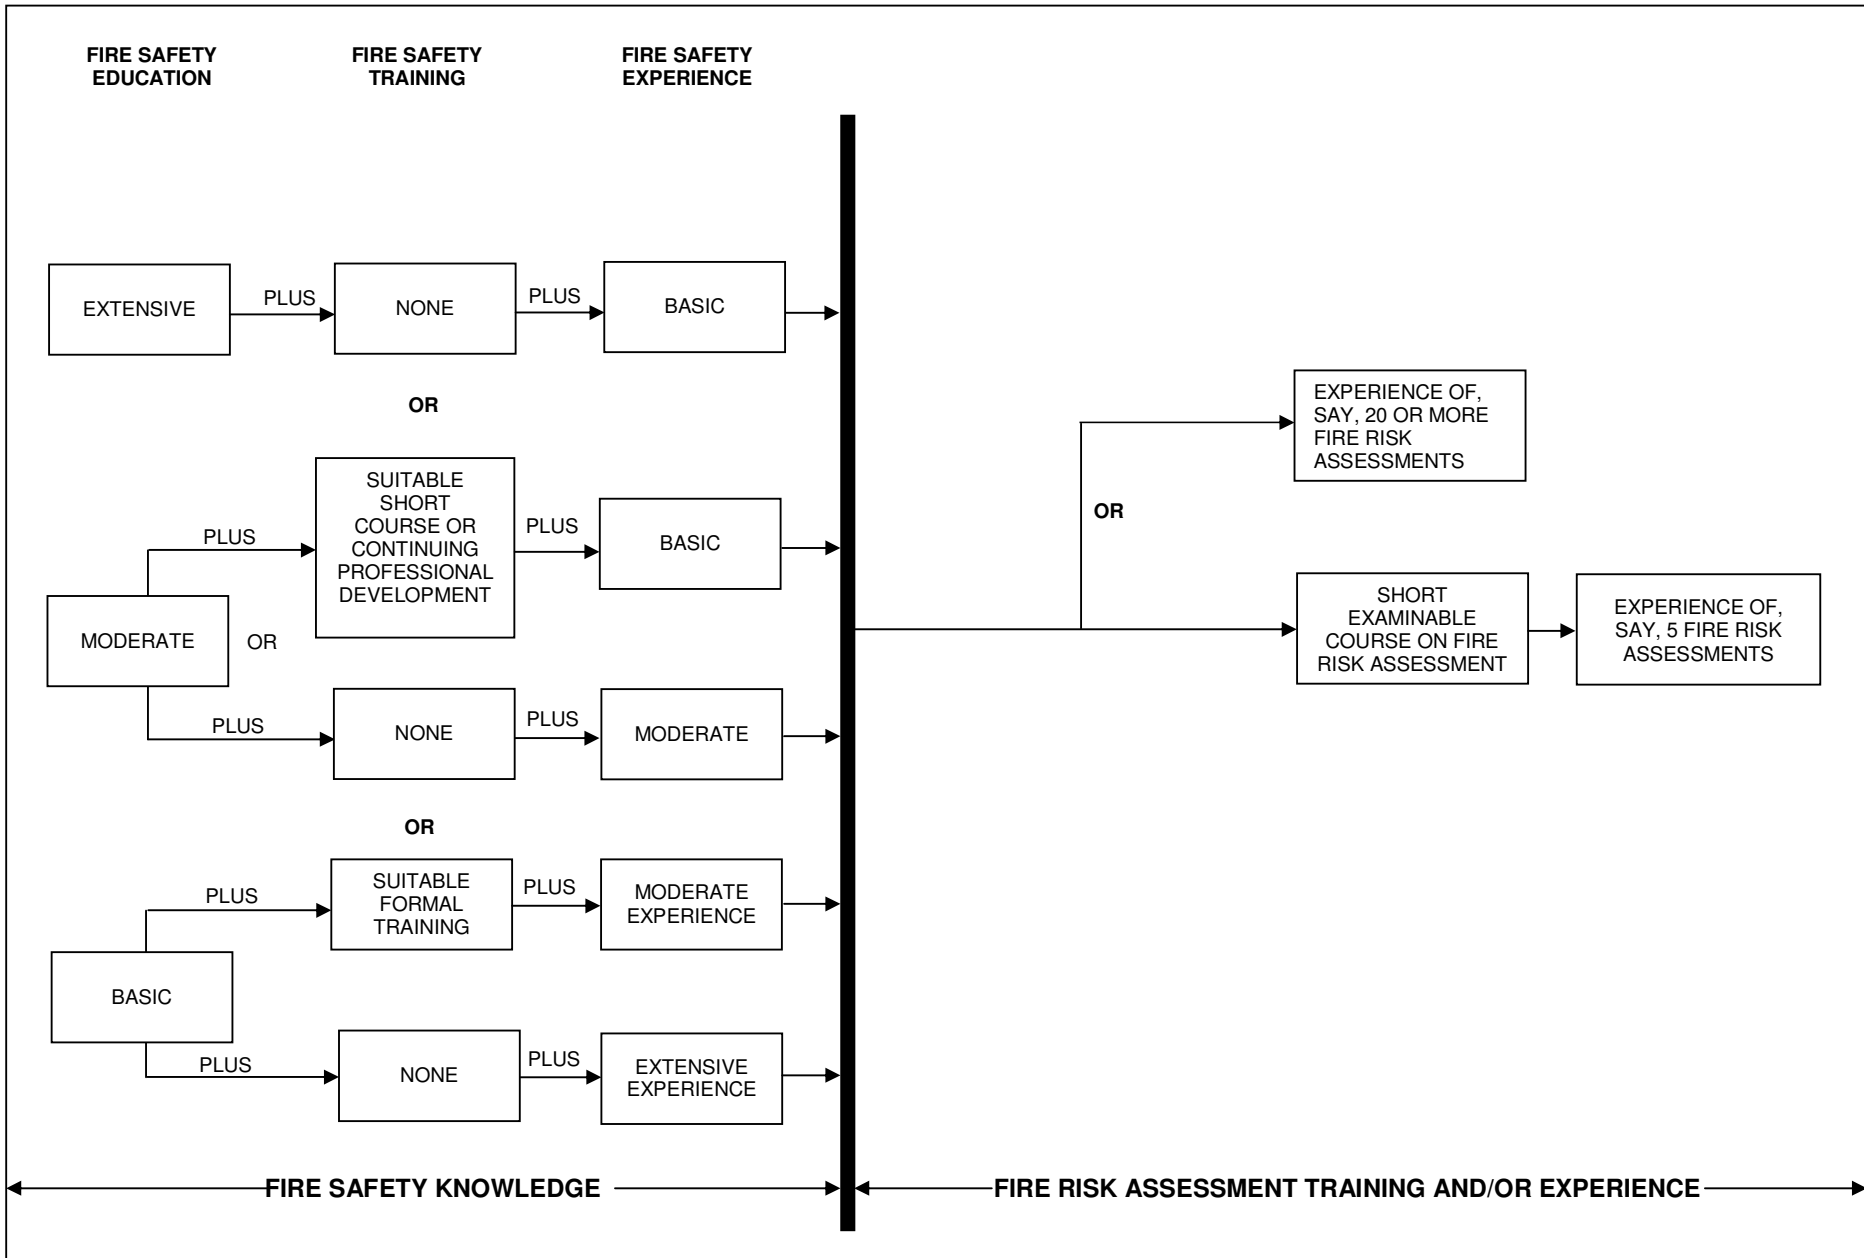 FIRE SAFETY
EDUCATION
FIRE SAFETY
TRAINING
FIRE SAFETY
EXPERIENCE
EXTENSIVE
PLUS
NONE
PLUS
BASIC
OR
PLUS
SUITABLE
SHORT
COURSE OR
CONTINUING
PROFESSIONAL
DEVELOPMENT
PLUS
BASIC
MODERATE
OR
PLUS
NONE
PLUS
MODERATE
OR
PLUS
SUITABLE
FORMAL
TRAINING
PLUS
MODERATE
EXPERIENCE
BASIC
PLUS
NONE
PLUS
EXTENSIVE
EXPERIENCE
EXPERIENCE OF,
SAY, 20 OR MORE
FIRE RISK
ASSESSMENTS
OR
SHORT
EXAMINABLE
COURSE ON FIRE
RISK ASSESSMENT
EXPERIENCE OF,
SAY, 5 FIRE RISK
ASSESSMENTS
FIRE SAFETY KNOWLEDGE
FIRE RISK ASSESSMENT TRAINING AND/OR EXPERIENCE